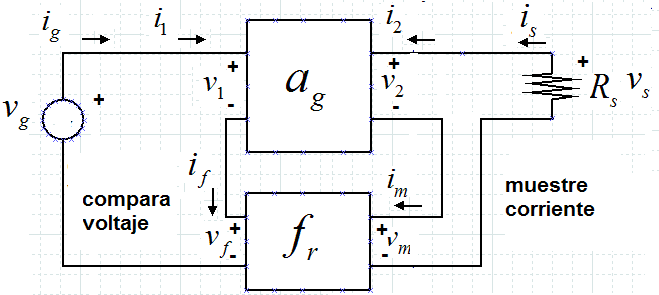 i_g i_1 i_2 i_s
+ + + +
v_g + v_1 a_g v_2 R_s v_s
- -
i_f i_m
compara
voltaje
muestre
corriente
+ +
v_f f_r v_m
- -